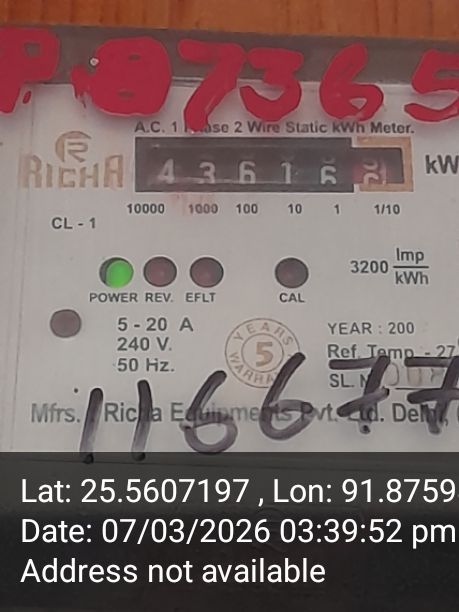 P.87365
A.C. 1 Phase 2 Wire Static kWh Meter.
RICHA
4 3 6 1 6
kW
10000 1000 100 10 1 1/10
CL - 1
3200 Imp/kWh
POWER REV. EFLT CAL
5 - 20 A
240 V.
50 Hz.
YEARS
5
WARRA
YEAR : 200
Ref. Temp. - 27
SL. N
Mfrs. Richa Equipments Pvt. Ltd. Delhi
116677
Lat: 25.5607197 , Lon: 91.8759
Date: 07/03/2026 03:39:52 pm
Address not available